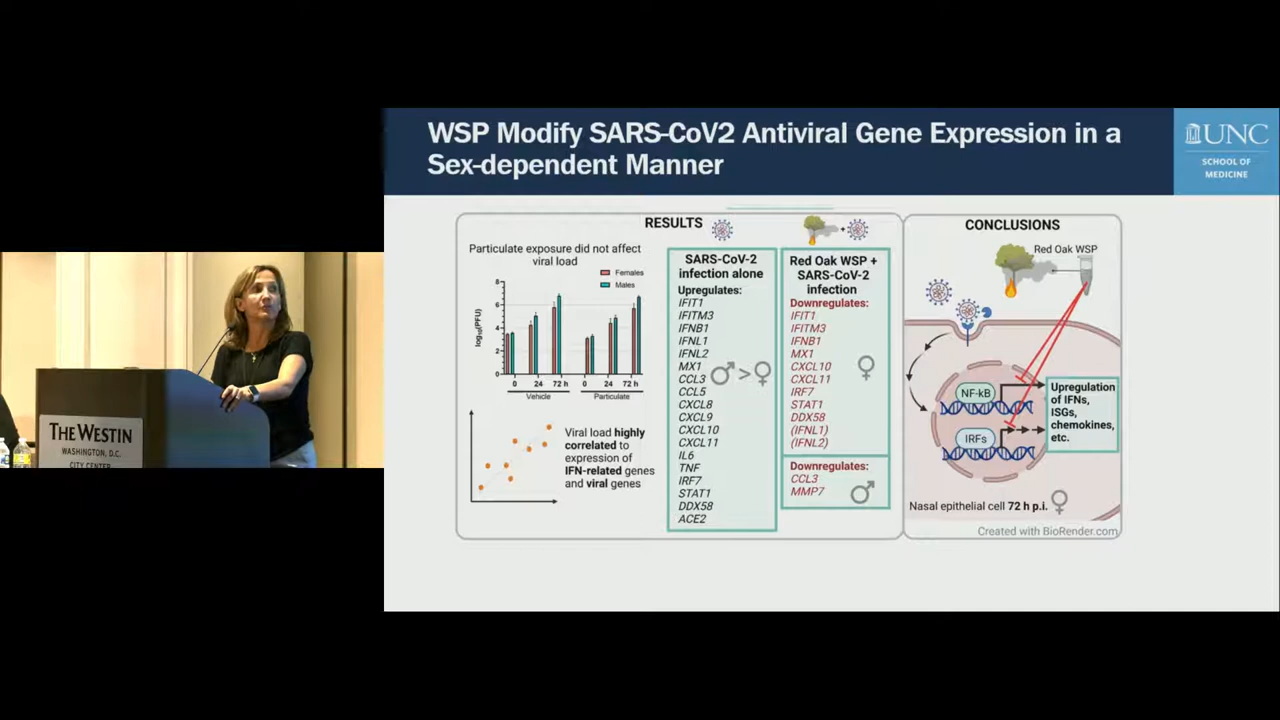 WSP Modify SARS-CoV2 Antiviral Gene Expression in a
Sex-dependent Manner
UNC
SCHOOL OF
MEDICINE
RESULTS
Particulate exposure did not affect
viral load
Females
Males
log10(PFU)
8
6
4
2
0
0
24
72 h
0
24
72 h
Vehicle
Particulate
Viral load highly
correlated to
expression of
IFN-related genes
and viral genes
SARS-CoV-2
infection alone
Upregulates:
IFIT1
IFITM3
IFNB1
IFNL1
IFNL2
MX1
CCL3
♂>♀
CCL5
CXCL8
CXCL9
CXCL10
CXCL11
IL6
TNF
IRF7
STAT1
DDX58
ACE2
+
Red Oak WSP +
SARS-CoV-2
infection
Downregulates:
IFIT1
IFITM3
IFNB1
MX1
CXCL10
CXCL11
IRF7
STAT1
DDX58
(IFNL1)
(IFNL2)
♀
Downregulates:
CCL3
MMP7
♂
CONCLUSIONS
Red Oak WSP
NF-kB
IRFs
Upregulation
of IFNs,
ISGs,
chemokines,
etc.
Nasal epithelial cell 72 h p.i. ♀
Created with BioRender.com
THE WESTIN
WASHINGTON, D.C.
CITY CENTER